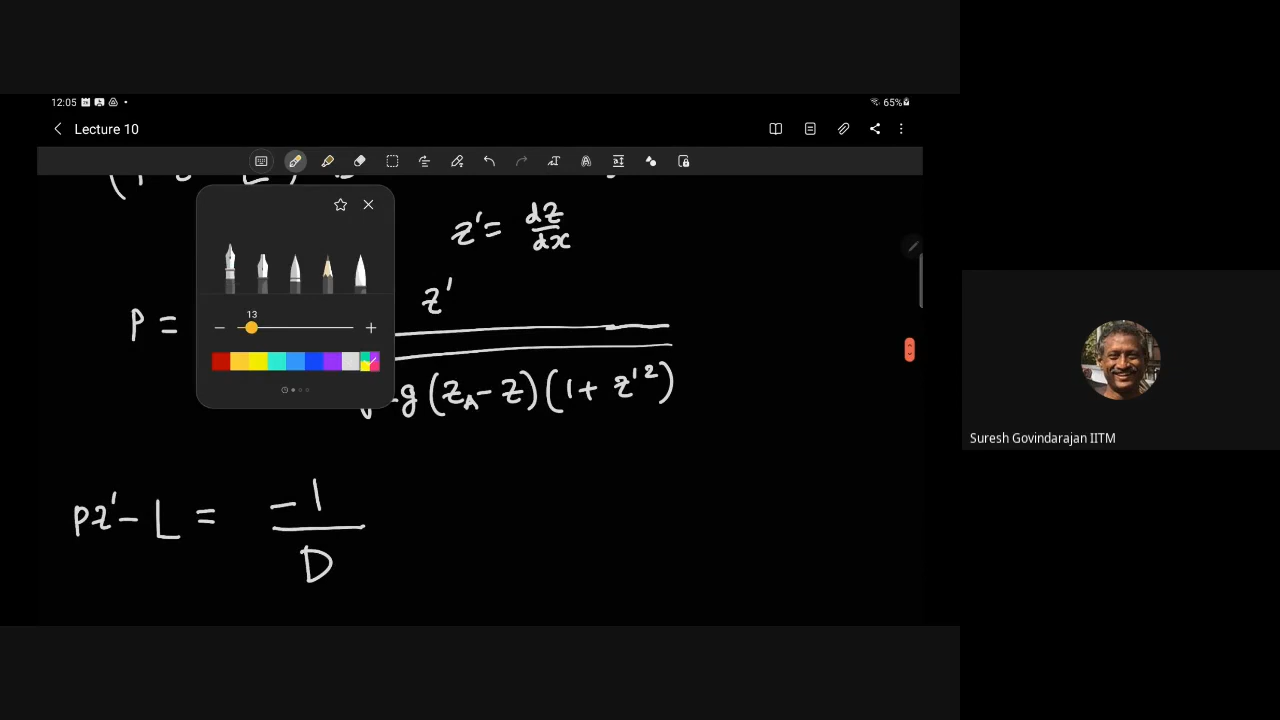 12:05
65%
Lecture 10
z' = dz/dx
z'
13
P =
g (z_A - z)(1 + z'^2)
pz' - L = -1/D
Suresh Govindarajan IITM